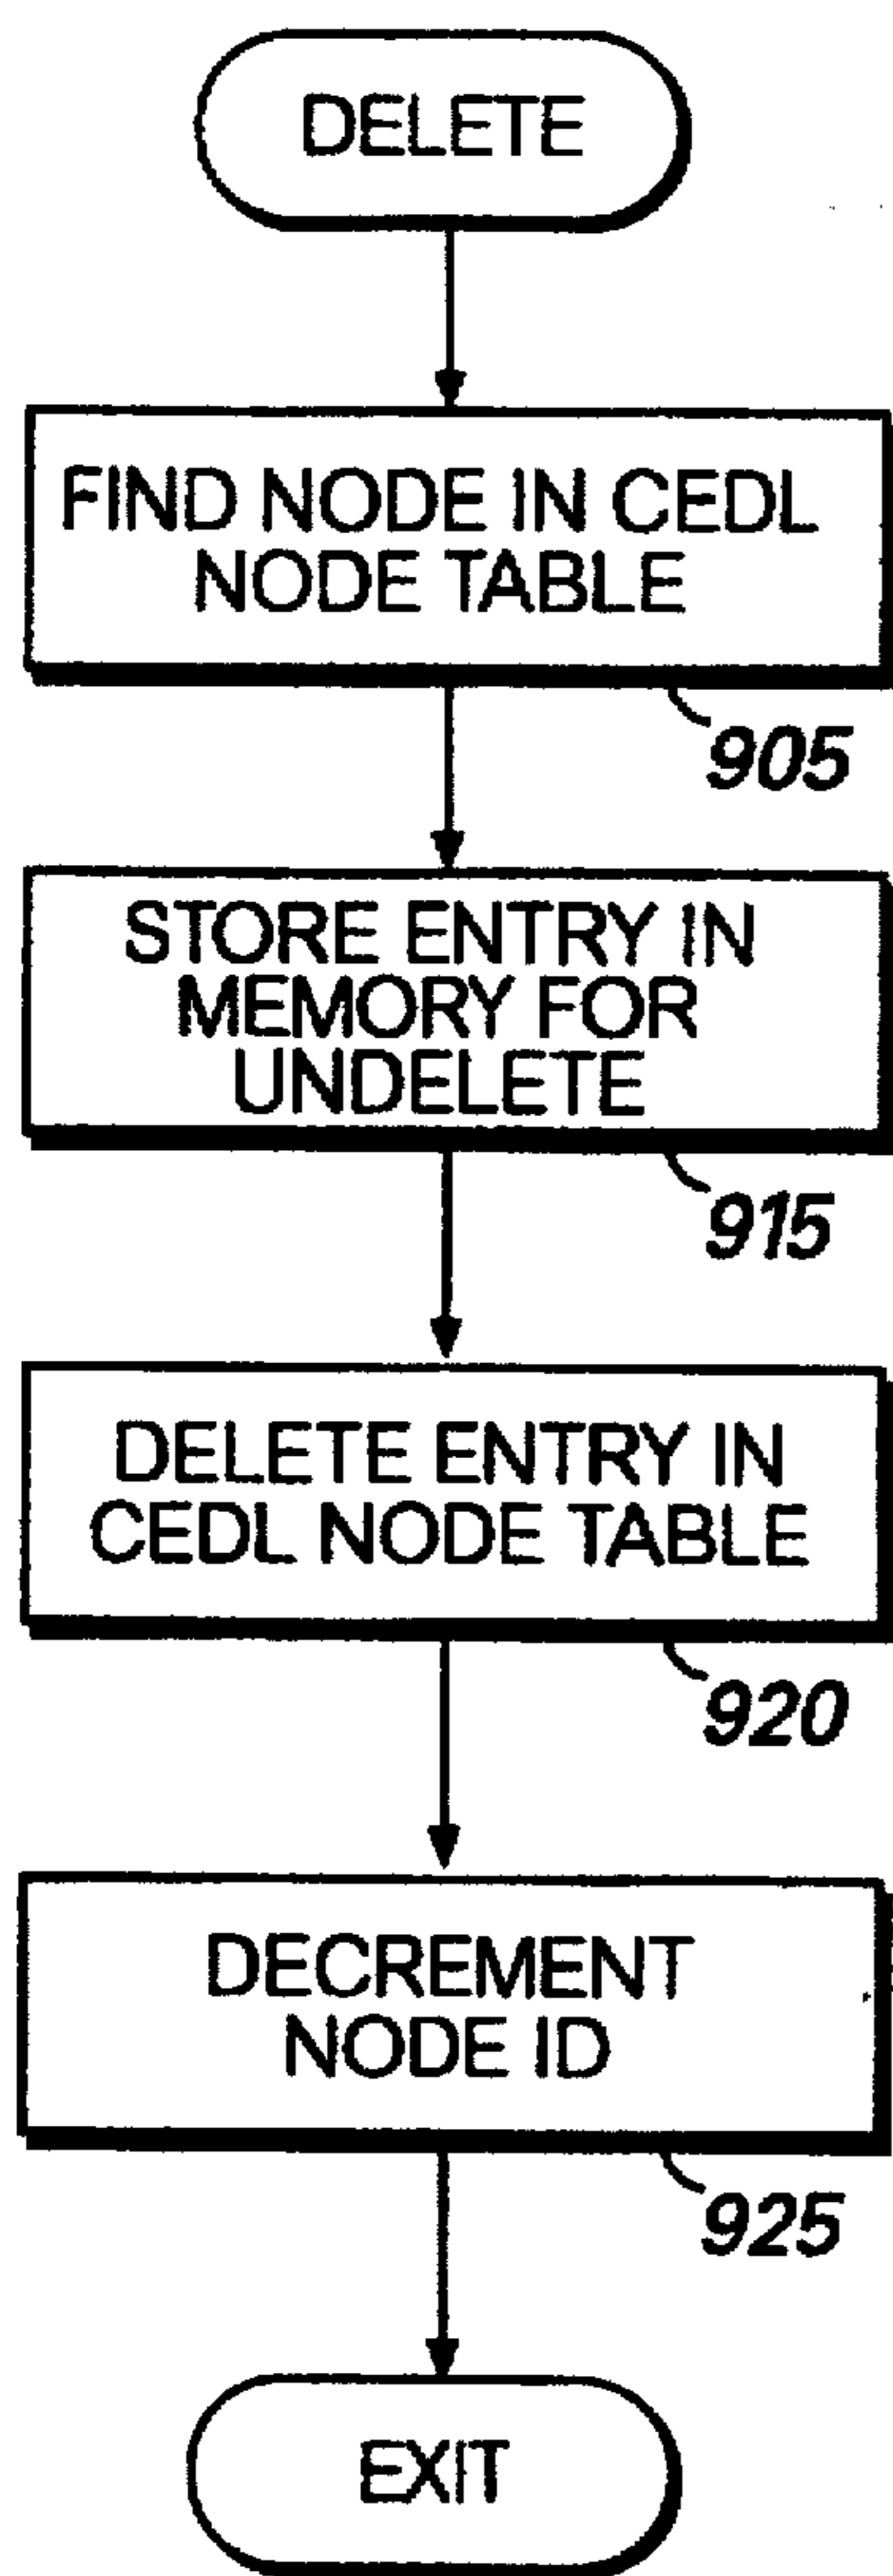 DELETE
FIND NODE IN CEDL
NODE TABLE
905
STORE ENTRY IN
MEMORY FOR
UNDELETE
915
DELETE ENTRY IN
CEDL NODE TABLE
920
DECREMENT
NODE ID
925
EXIT